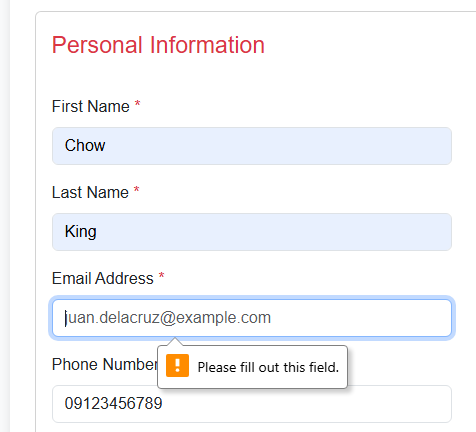 Personal Information
First Name *
Chow
Last Name *
King
Email Address *
juan.delacruz@example.com
Please fill out this field.
Phone Number
09123456789